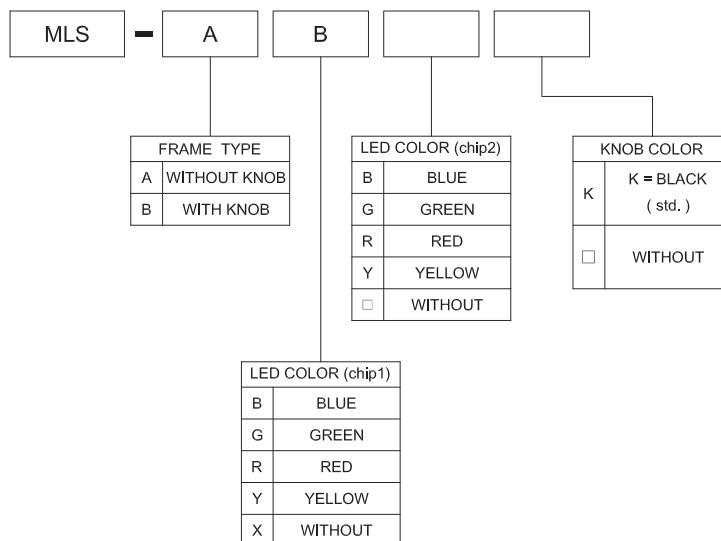 MLS - A B
FRAME TYPE
A WITHOUT KNOB
B WITH KNOB
LED COLOR (chip2)
B BLUE
G GREEN
R RED
Y YELLOW
□ WITHOUT
KNOB COLOR
K K = BLACK
( std. )
□ WITHOUT
LED COLOR (chip1)
B BLUE
G GREEN
R RED
Y YELLOW
X WITHOUT